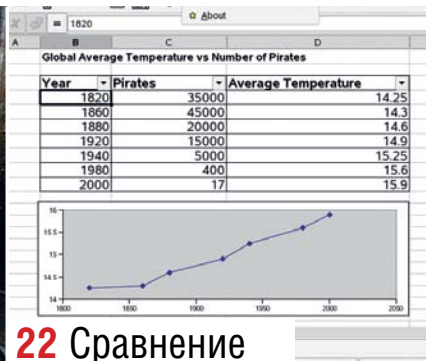 = 1820
About
A B C D
Global Average Temperature vs Number of Pirates
Year Pirates Average Temperature
1820 35000 14.25
1860 45000 14.3
1880 20000 14.6
1920 15000 14.9
1940 5000 15.25
1980 400 15.6
2000 17 15.9
16
15.5
15
14.5
14
1800 1850 1900 1950 2000 2050
22 Сравнение